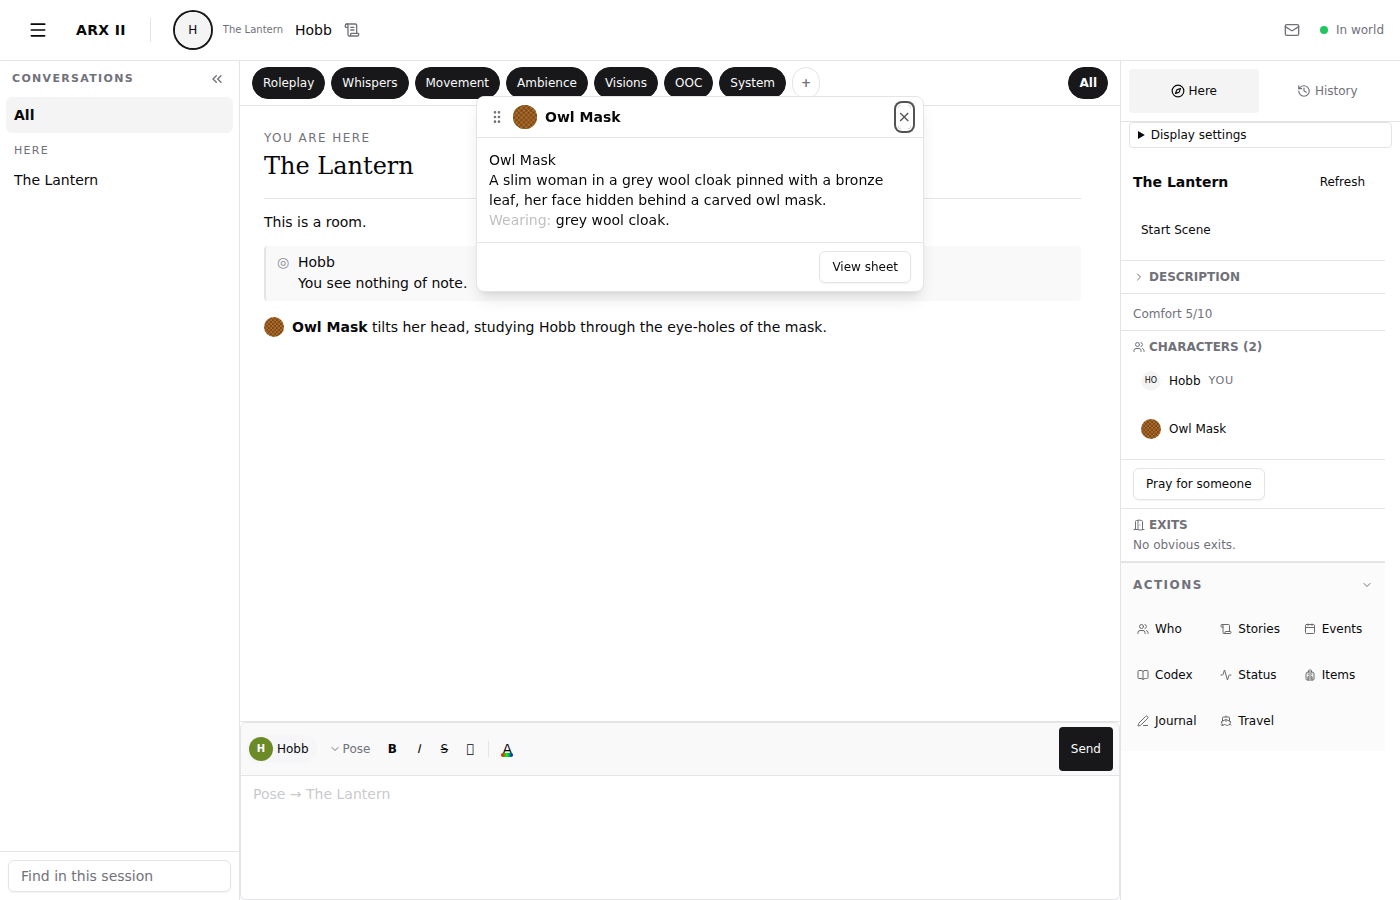 ARX II
H
The Lantern
Hobb
In world
CONVERSATIONS
All
HERE
The Lantern
Find in this session
Roleplay
Whispers
Movement
Ambience
Visions
OOC
System
+
All
YOU ARE HERE
The Lantern
This is a room.
Hobb
You see nothing of note.
Owl Mask tilts her head, studying Hobb through the eye-holes of the mask.
Owl Mask
Owl Mask
A slim woman in a grey wool cloak pinned with a bronze
leaf, her face hidden behind a carved owl mask.
Wearing: grey wool cloak.
View sheet
H
Hobb
Pose
B
I
S
A
Send
Pose → The Lantern
Here
History
Display settings
The Lantern
Refresh
Start Scene
DESCRIPTION
Comfort 5/10
CHARACTERS (2)
HO
Hobb YOU
Owl Mask
Pray for someone
EXITS
No obvious exits.
ACTIONS
Who
Stories
Events
Codex
Status
Items
Journal
Travel